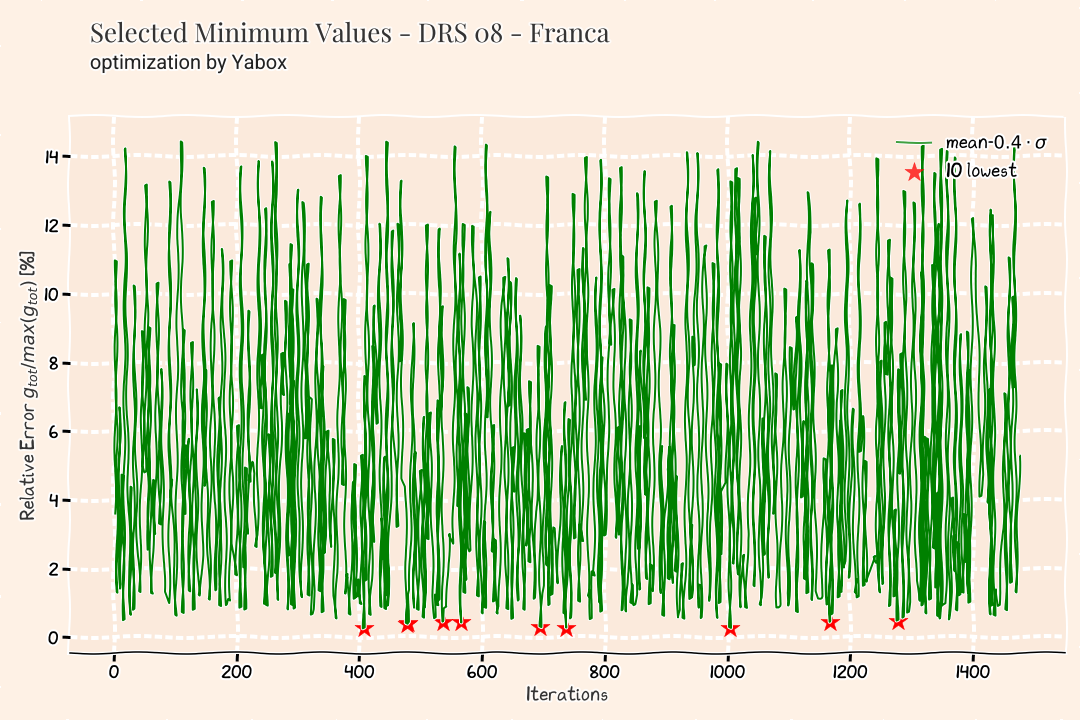 Selected Minimum Values - DRS 08 - Franca
optimization by Yabox
mean-0.4 · σ
10 lowest
Relative Error g_tot/max(g_tot) [%]
14
12
10
8
6
4
2
0
0 200 400 600 800 1000 1200 1400
Iterations